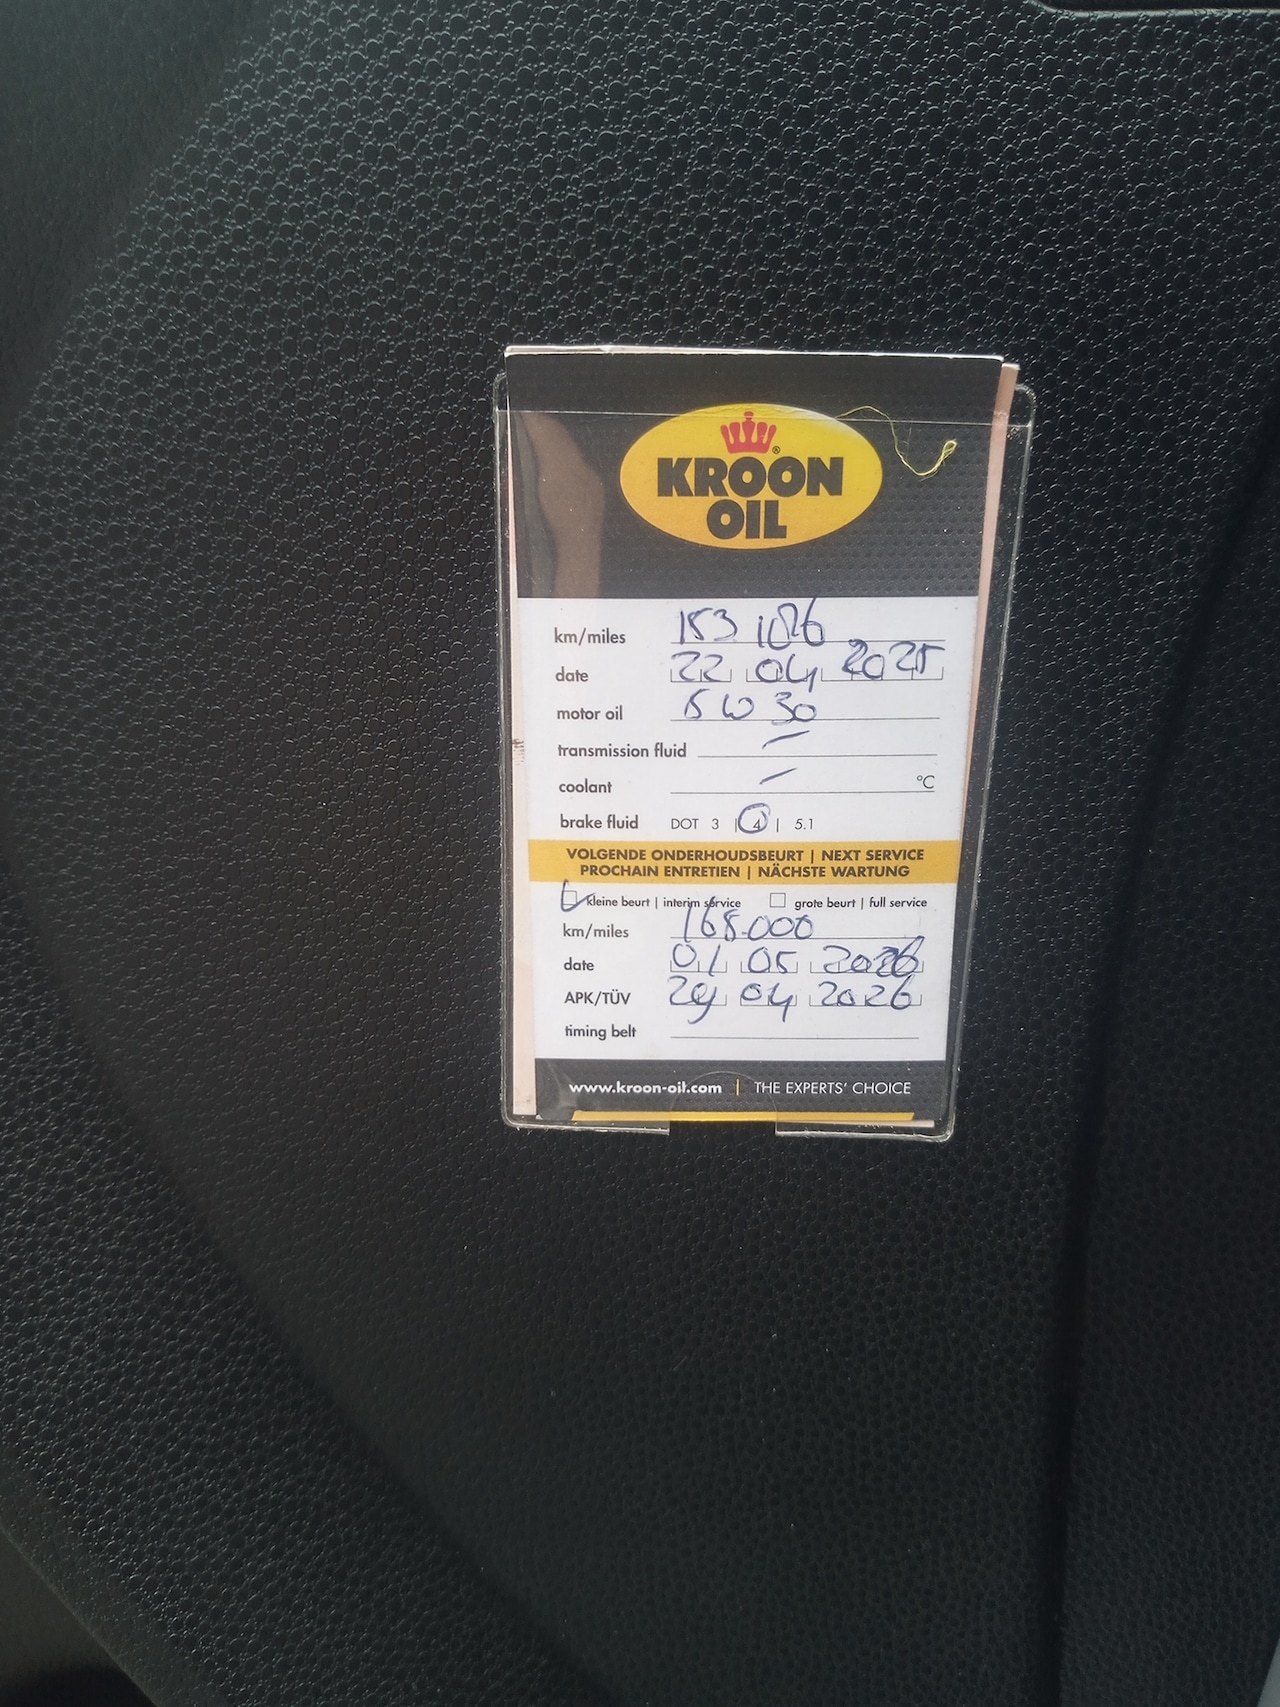 KROON
OIL
km/miles 153 1026
date 22 04 2025
motor oil 5W30
transmission fluid –
coolant – °C
brake fluid DOT 3 | 4 | 5.1
VOLGENDE ONDERHOUDSBEURT | NEXT SERVICE
PROCHAIN ENTRETIEN | NÄCHSTE WARTUNG
kleine beurt | interim service grote beurt | full service
km/miles 168.000
date 01 05 2026
APK/TÜV 29 04 2026
timing belt
www.kroon-oil.com | THE EXPERTS' CHOICE